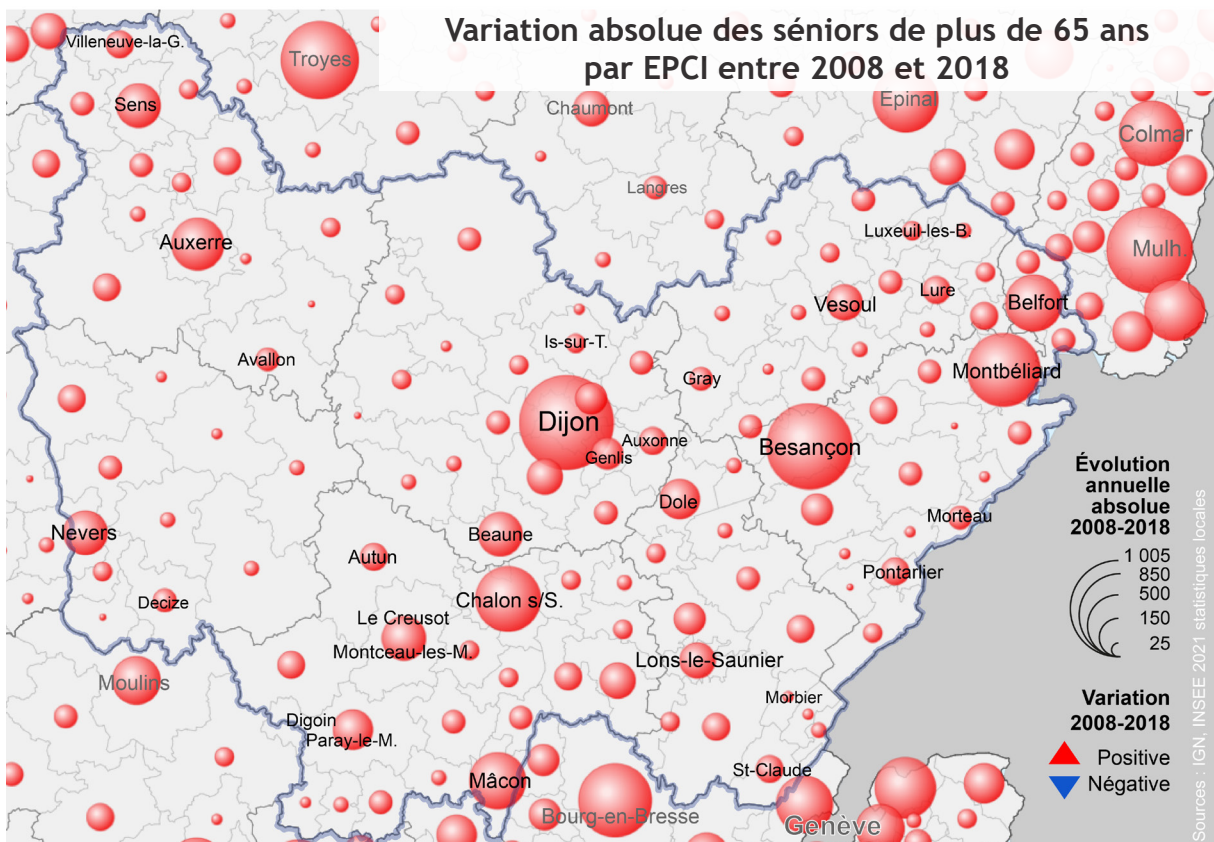 Variation absolue des séniors de plus de 65 ans
par EPCI entre 2008 et 2018
Villeneuve-la-G.
Troyes
Sens
Chaumont
Epinal
Colmar
Langres
Auxerre
Luxeuil-les-B.
Mulh.
Vesoul
Lure
Belfort
Is-sur-T.
Avallon
Gray
Montbéliard
Dijon
Auxonne
Genlis
Besançon
Dole
Nevers
Beaune
Morteau
Autun
Pontarlier
Decize
Chalon s/S.
Le Creusot
Montceau-les-M.
Lons-le-Saunier
Moulins
Morbier
Digoin
Paray-le-M.
Mâcon
St-Claude
Bourg-en-Bresse
Genève
Évolution
annuelle
absolue
2008-2018
1 005
850
500
150
25
Variation
2008-2018
Positive
Négative
Sources : IGN, INSEE 2021 statistiques locales